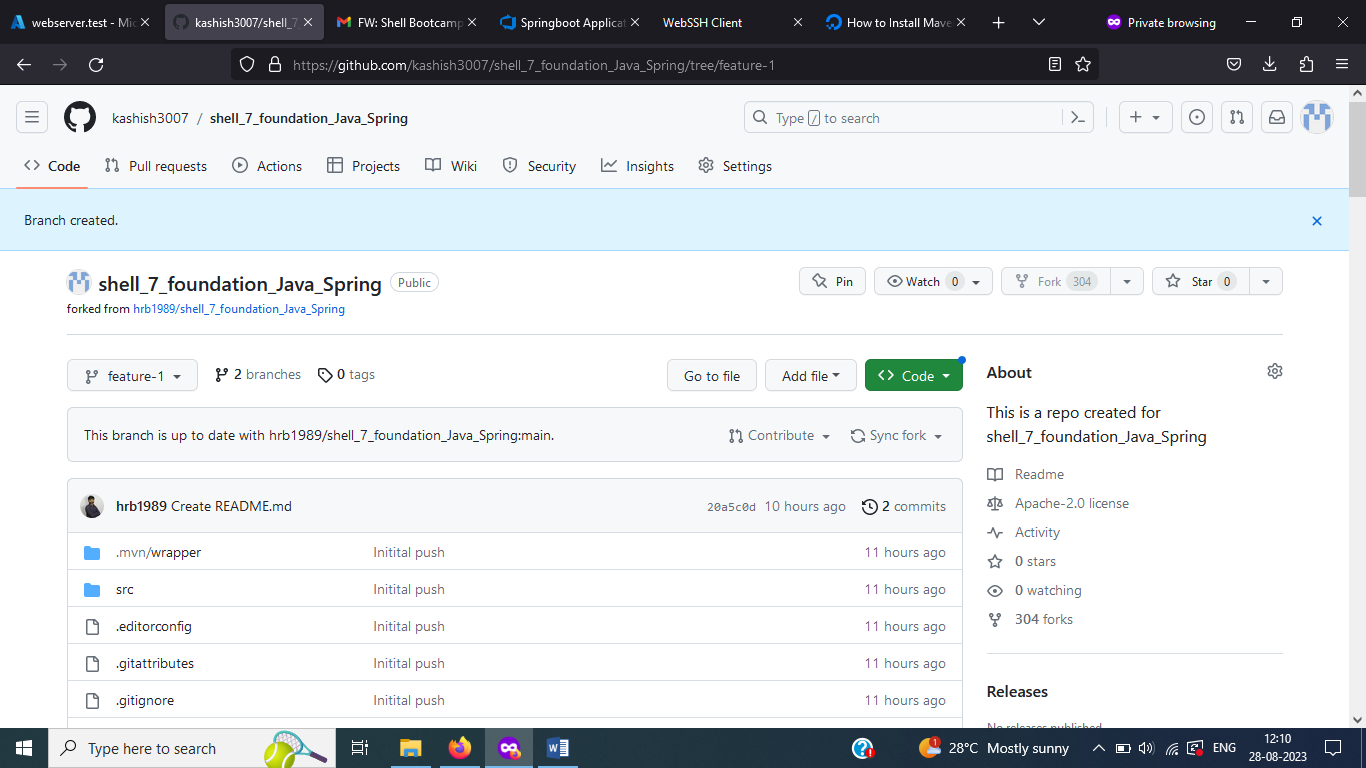 webserver.test - Mic
kashish3007/shell_7_
FW: Shell Bootcamp
Springboot Applicat
WebSSH Client
How to Install Mave
Private browsing
https://github.com/kashish3007/shell_7_foundation_Java_Spring/tree/feature-1
kashish3007 / shell_7_foundation_Java_Spring
Type / to search
Code
Pull requests
Actions
Projects
Wiki
Security
Insights
Settings
Branch created.
shell_7_foundation_Java_Spring Public
forked from hrb1989/shell_7_foundation_Java_Spring
Pin
Watch 0
Fork 304
Star 0
feature-1
2 branches
0 tags
Go to file
Add file
Code
This branch is up to date with hrb1989/shell_7_foundation_Java_Spring:main.
Contribute
Sync fork
hrb1989 Create README.md 20a5c0d 10 hours ago 2 commits
.mvn/wrapper Initital push 11 hours ago
src Initital push 11 hours ago
.editorconfig Initital push 11 hours ago
.gitattributes Initital push 11 hours ago
.gitignore Initital push 11 hours ago
About
This is a repo created for
shell_7_foundation_Java_Spring
Readme
Apache-2.0 license
Activity
0 stars
0 watching
304 forks
Releases
No releases published
Type here to search
1
28°C Mostly sunny
ENG
12:10
28-08-2023